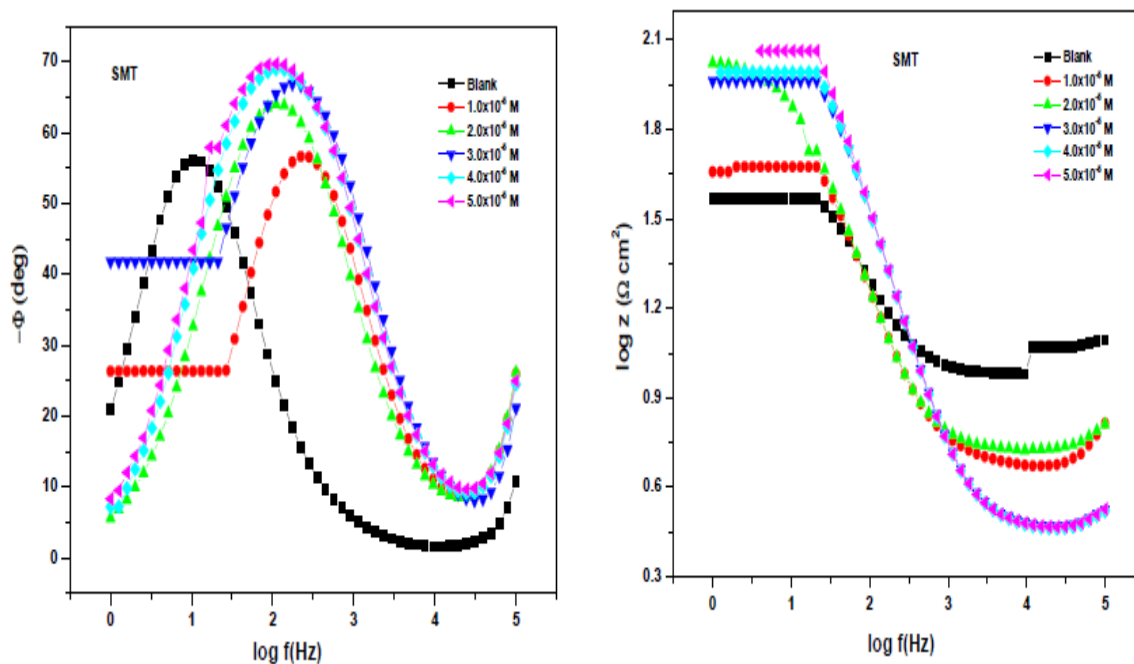 SMT
Blank
1.0x10⁻⁶ M
2.0x10⁻⁶ M
3.0x10⁻⁶ M
4.0x10⁻⁶ M
5.0x10⁻⁶ M
−Φ (deg)
70
60
50
40
30
20
10
0
0 1 2 3 4 5
log f(Hz)
SMT
Blank
1.0x10⁻⁶ M
2.0x10⁻⁶ M
3.0x10⁻⁶ M
4.0x10⁻⁶ M
5.0x10⁻⁶ M
log z (Ω cm²)
2.1
1.8
1.5
1.2
0.9
0.6
0.3
0 1 2 3 4 5
log f(Hz)